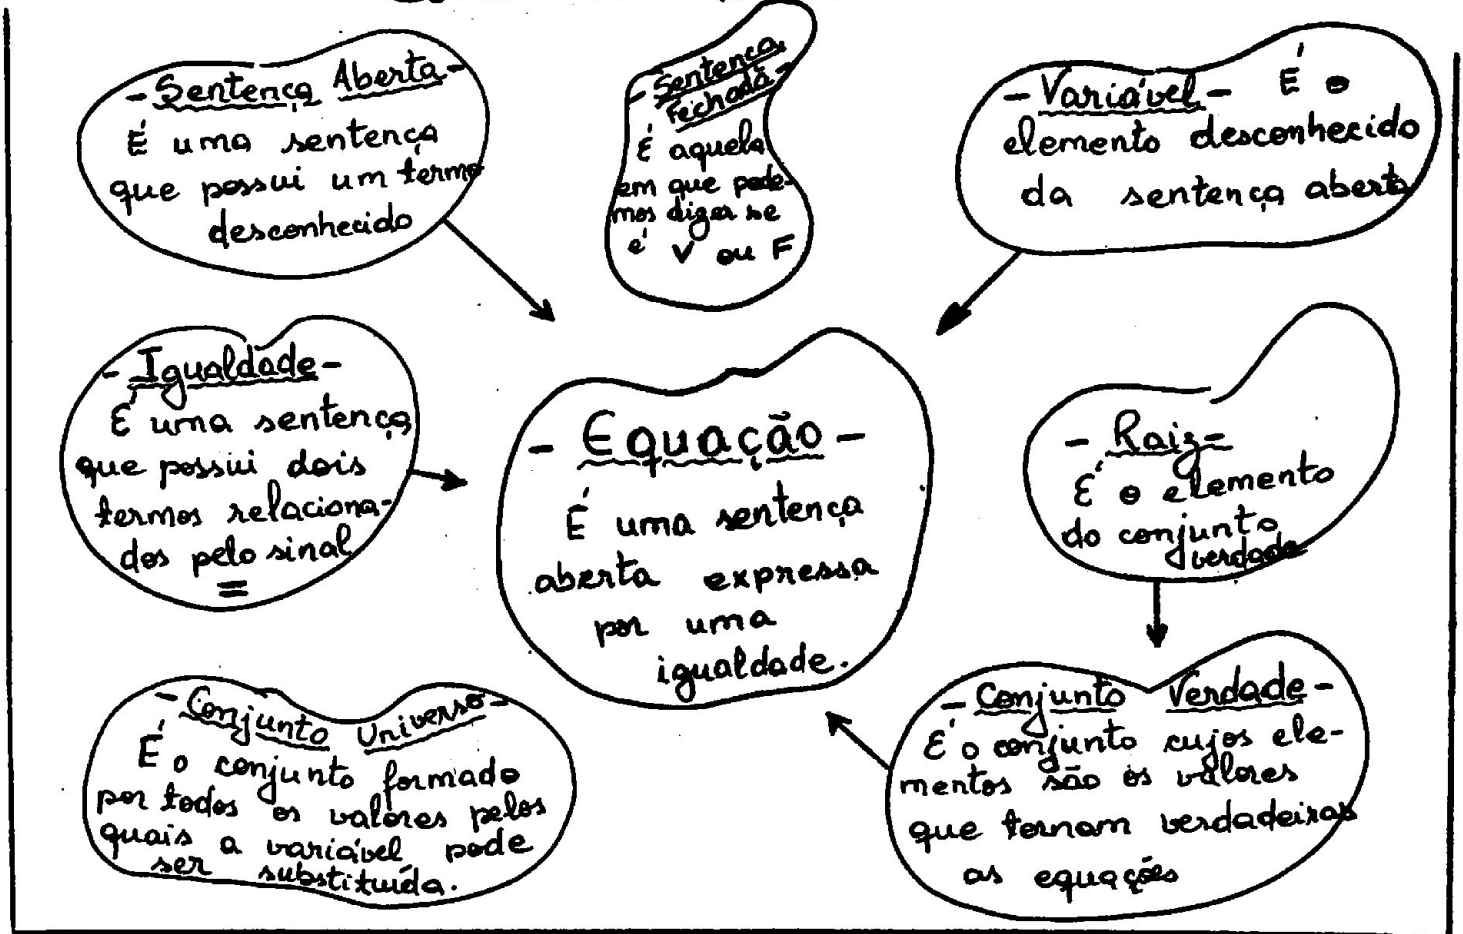 - Sentença Aberta -
É uma sentença
que possui um termo
desconhecido
- Sentença
Fechada -
É aquela
em que pode-
mos dizer se
é V ou F
- Variável - É o
elemento desconhecido
da sentença aberta
- Igualdade -
É uma sentença
que possui dois
termos relaciona-
dos pelo sinal
=
- Equação -
É uma sentença
aberta expressa
por uma
igualdade.
- Raiz -
É o elemento
do conjunto
verdade
- Conjunto Universo -
É o conjunto formado
por todos os valores pelos
quais a variável pode
ser substituída.
- Conjunto Verdade -
É o conjunto cujos ele-
mentos são os valores
que tornam verdadeiras
as equações